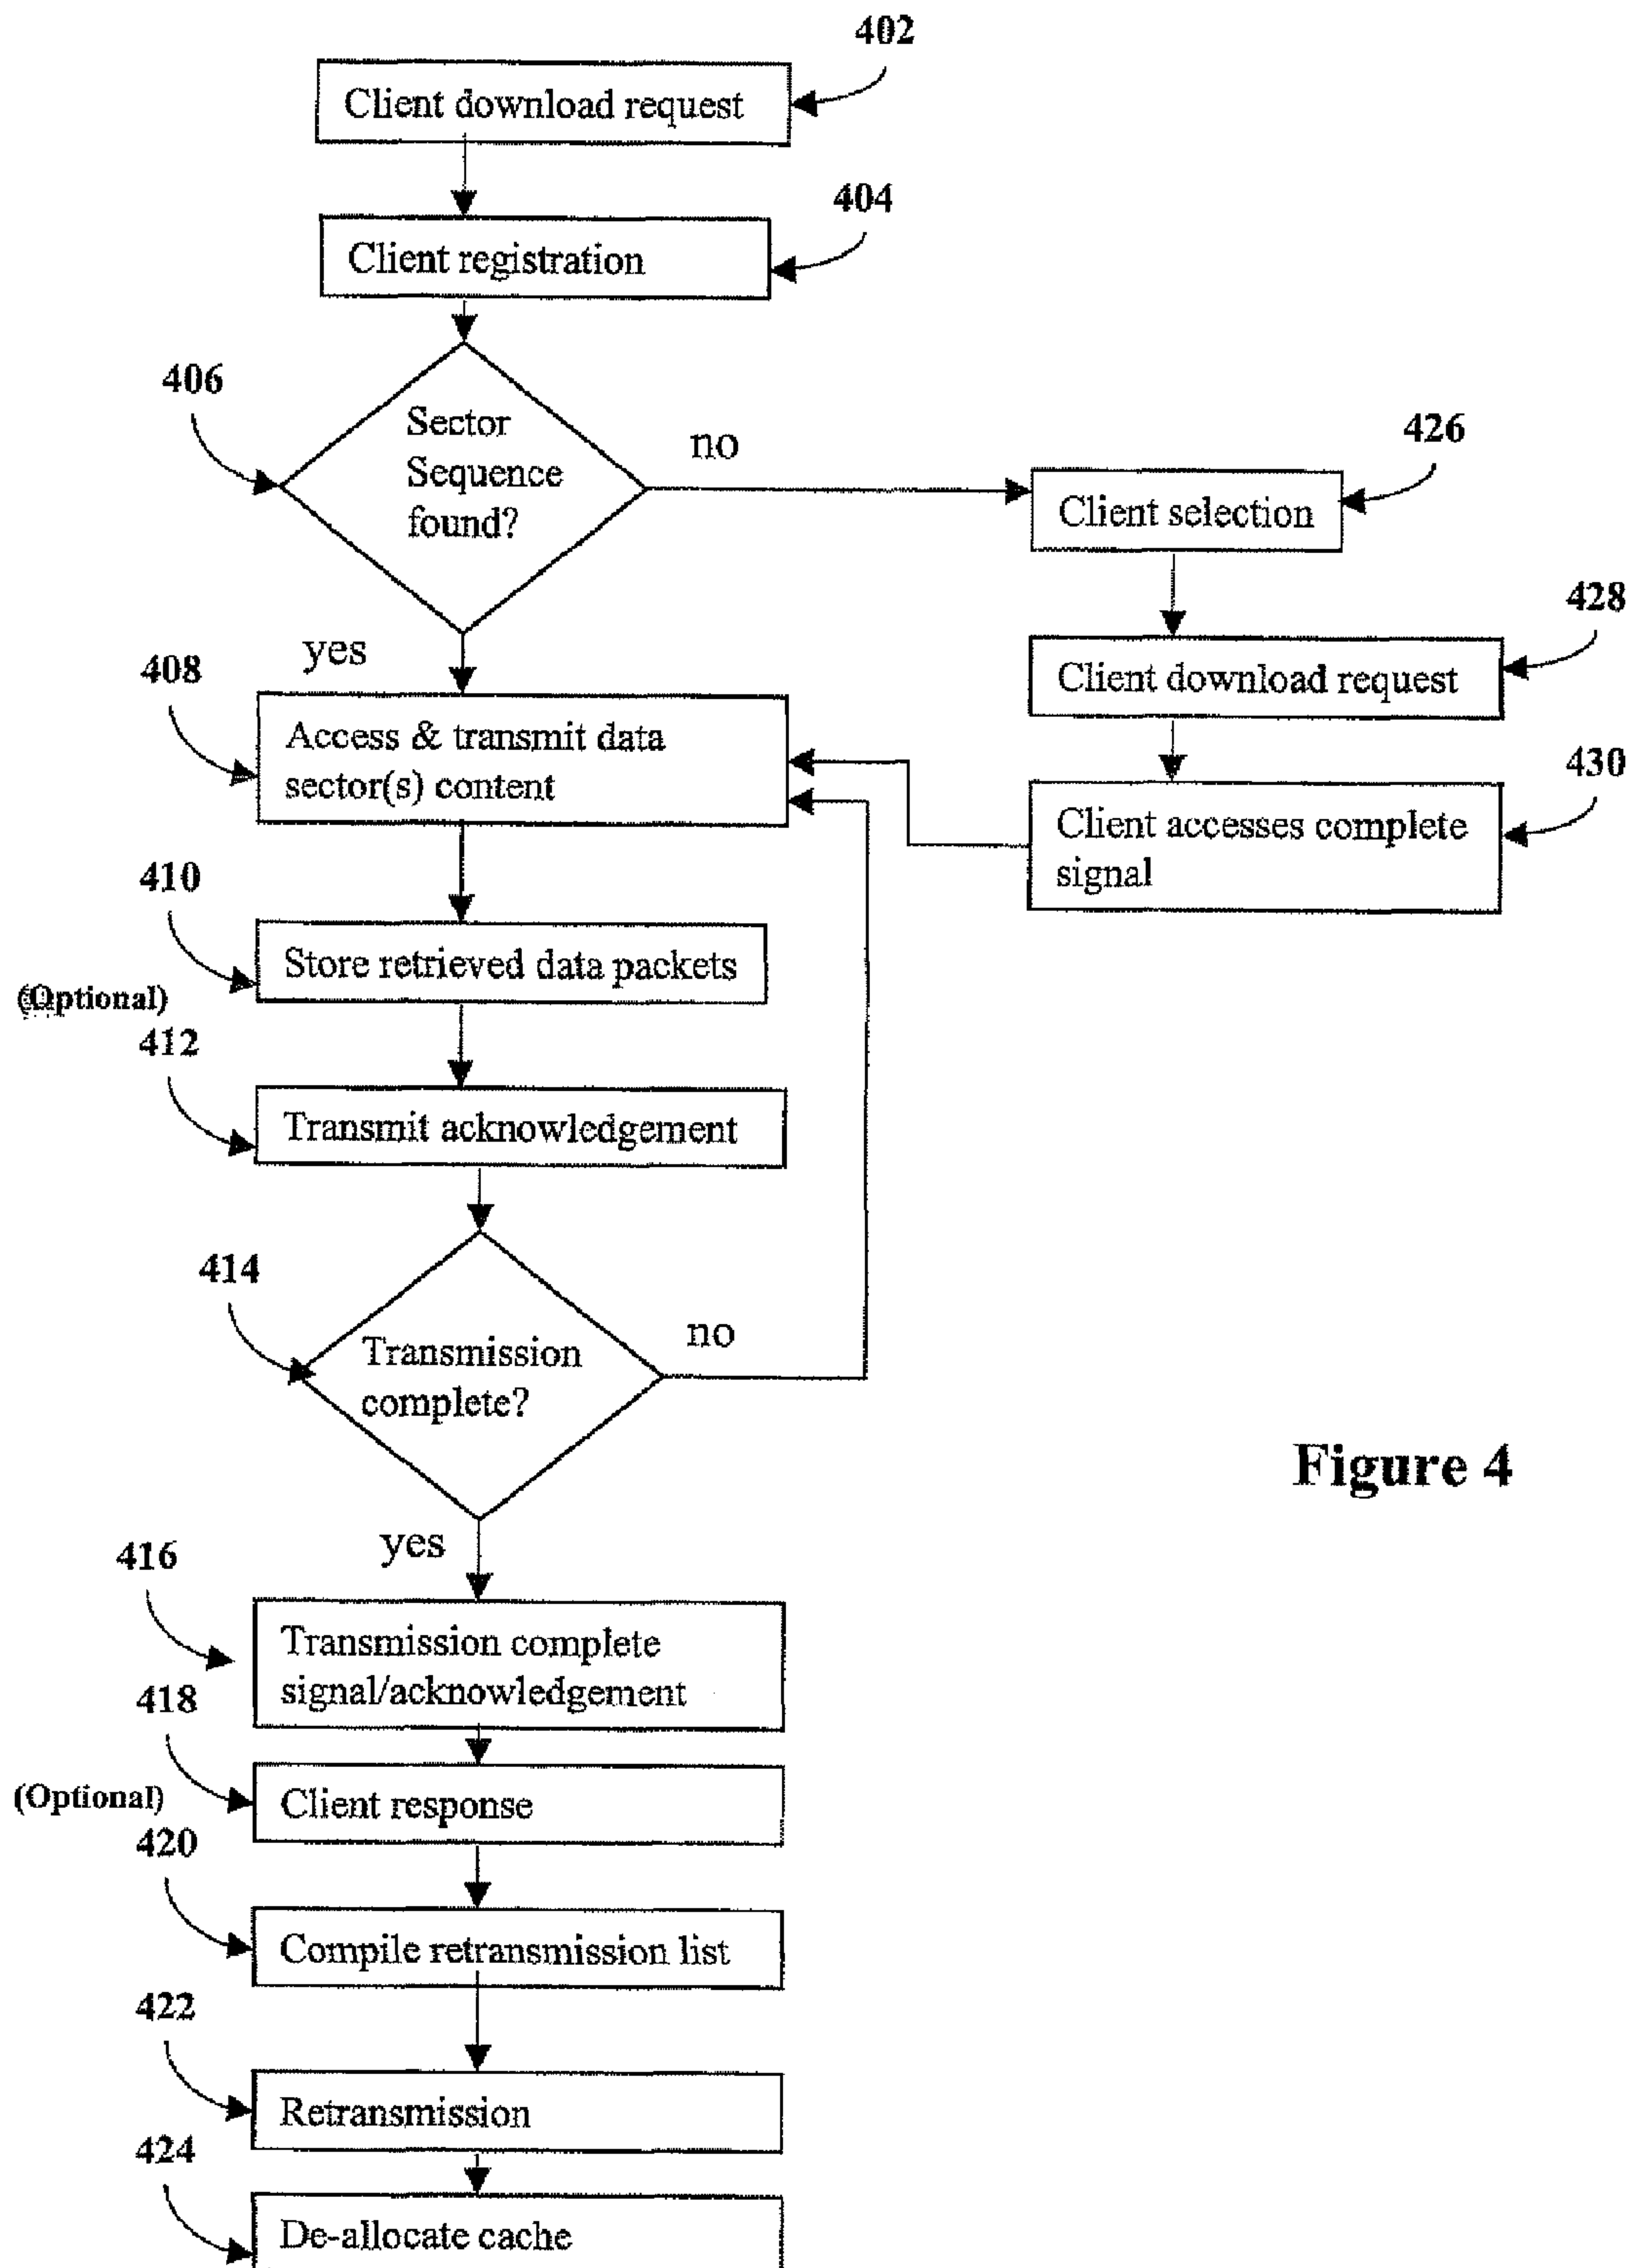 402
Client download request
404
Client registration
406
Sector
Sequence
found?
no
426
Client selection
428
Client download request
yes
408
Access & transmit data
sector(s) content
430
Client accesses complete
signal
410
Store retrieved data packets
(Optional)
412
Transmit acknowledgement
414
Transmission
complete?
no
Figure 4
yes
416
Transmission complete
signal/acknowledgement
418
Client response
(Optional)
420
Compile retransmission list
422
Retransmission
424
De-allocate cache